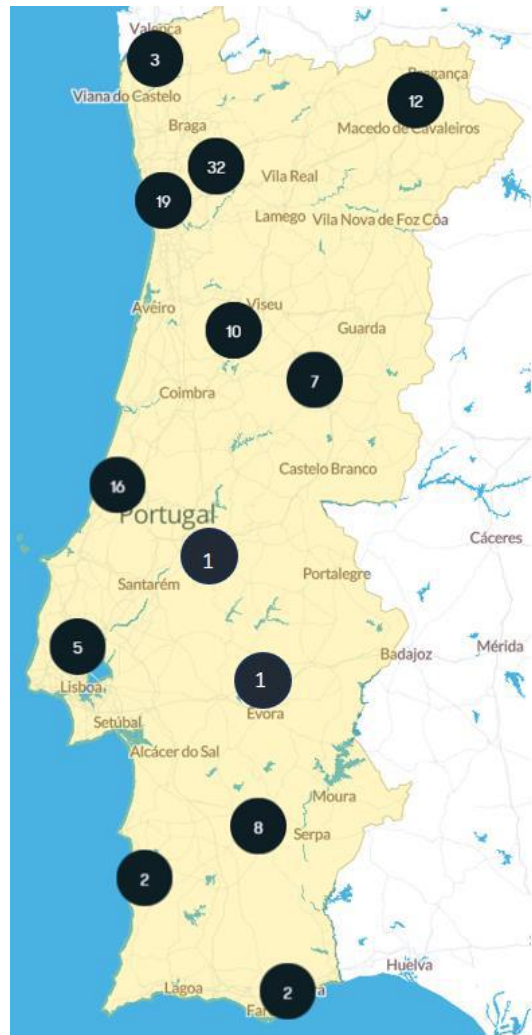 Valença
3
Bragança
Viana do Castelo
12
Braga
Macedo de Cavaleiros
32
Vila Real
19
Lamego
Vila Nova de Foz Côa
Aveiro
Viseu
10
Guarda
7
Coimbra
Castelo Branco
16
Portugal
Cáceres
1
Santarém
Portalegre
5
Badajoz
Mérida
Lisboa
1
Évora
Setúbal
Alcácer do Sal
Moura
8
Serpa
2
Huelva
Lagoa
2